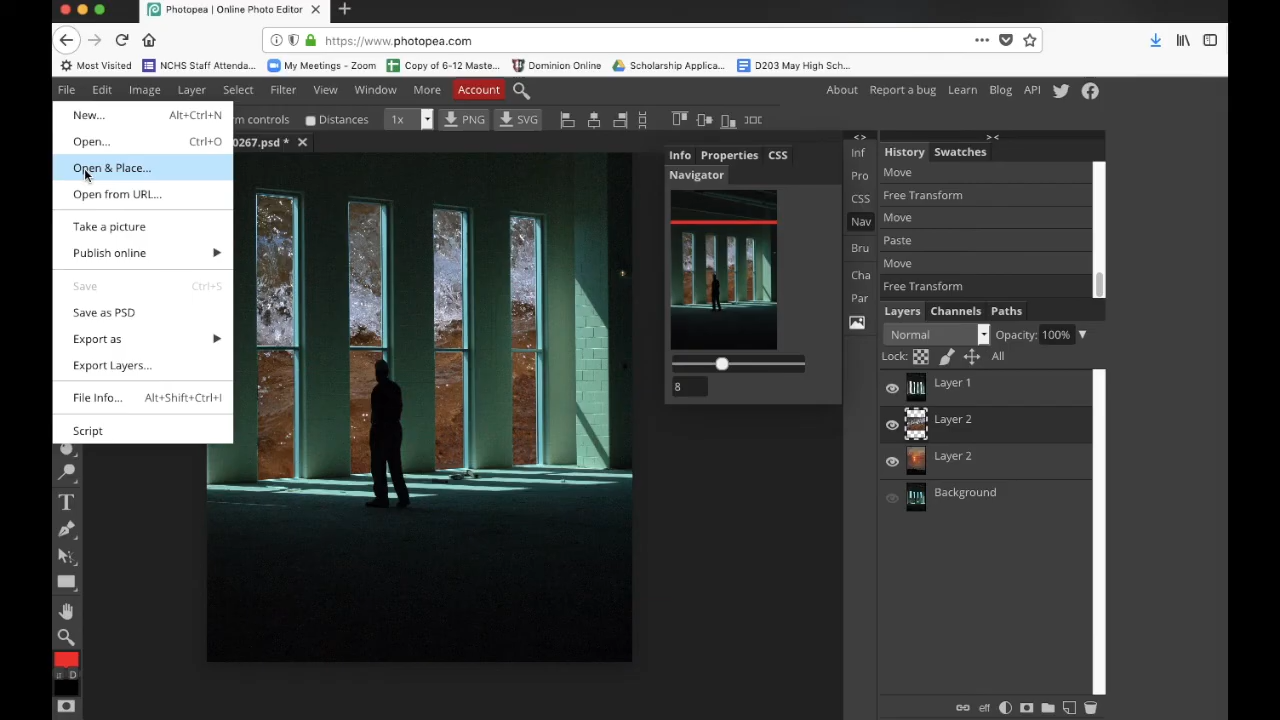 Photopea | Online Photo Editor
https://www.photopea.com
Most Visited NCHS Staff Attenda... My Meetings - Zoom Copy of 6-12 Maste... Dominion Online Scholarship Applica... D203 May High Sch...
File Edit Image Layer Select Filter View Window More Account About Report a bug Learn Blog API
rm controls Distances 1x PNG SVG
0267.psd *
New... Alt+Ctrl+N
Open... Ctrl+O
Open & Place...
Open from URL...
Take a picture
Publish online
Save Ctrl+S
Save as PSD
Export as
Export Layers...
File Info... Alt+Shift+Ctrl+I
Script
Info Properties CSS
Navigator
8
Inf
Pro
CSS
Nav
Bru
Cha
Par
History Swatches
Move
Free Transform
Move
Paste
Move
Free Transform
Layers Channels Paths
Normal Opacity: 100%
Lock: All
Layer 1
Layer 2
Layer 2
Background
eff
T
D